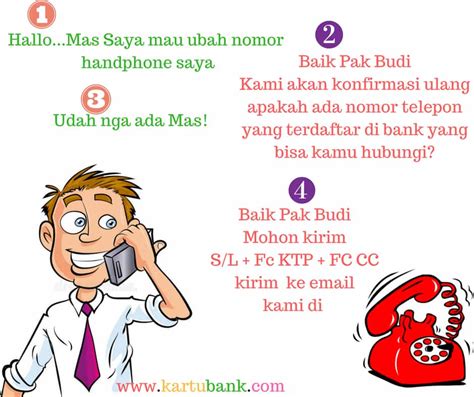 1
Hallo...Mas Saya mau ubah nomor
handphone saya
2
Baik Pak Budi
Kami akan konfirmasi ulang
apakah ada nomor telepon
yang terdaftar di bank yang
bisa kamu hubungi?
3
Udah nga ada Mas!
4
Baik Pak Budi
Mohon kirim
S/L + Fc KTP + FC CC
kirim ke email
kami di
www.kartubank.com